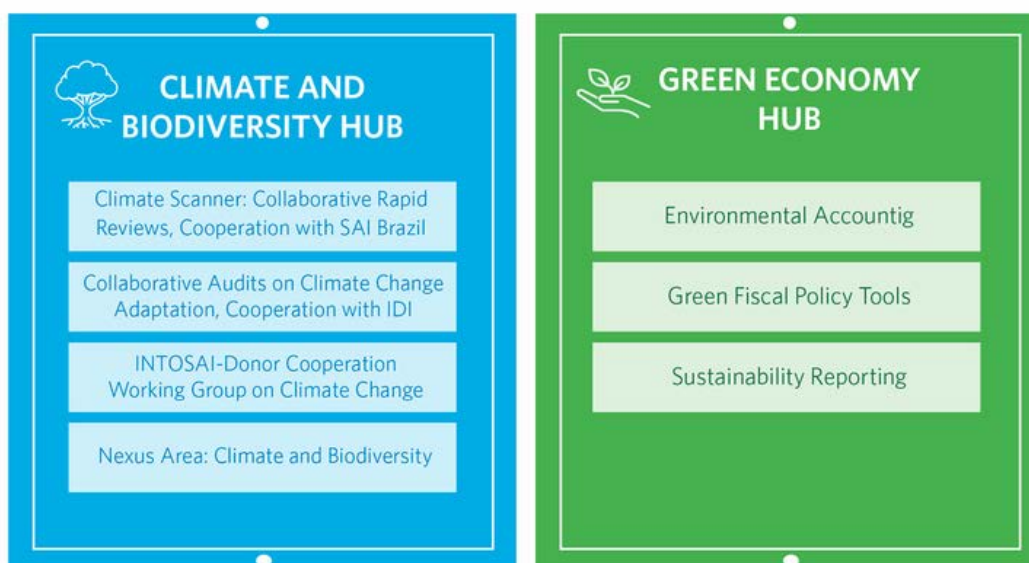 CLIMATE AND
BIODIVERSITY HUB
Climate Scanner: Collaborative Rapid
Reviews, Cooperation with SAI Brazil
Collaborative Audits on Climate Change
Adaptation, Cooperation with IDI
INTOSAI-Donor Cooperation
Working Group on Climate Change
Nexus Area: Climate and Biodiversity
GREEN ECONOMY
HUB
Environmental Accountig
Green Fiscal Policy Tools
Sustainability Reporting